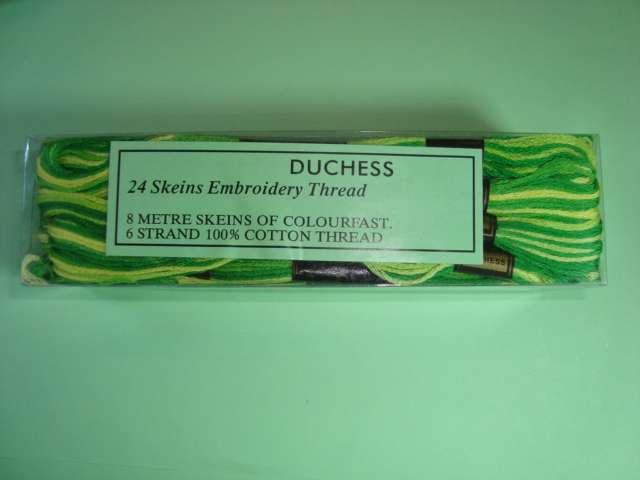 DUCHESS
24 Skeins Embroidery Thread
8 METRE SKEINS OF COLOURFAST.
6 STRAND 100% COTTON THREAD